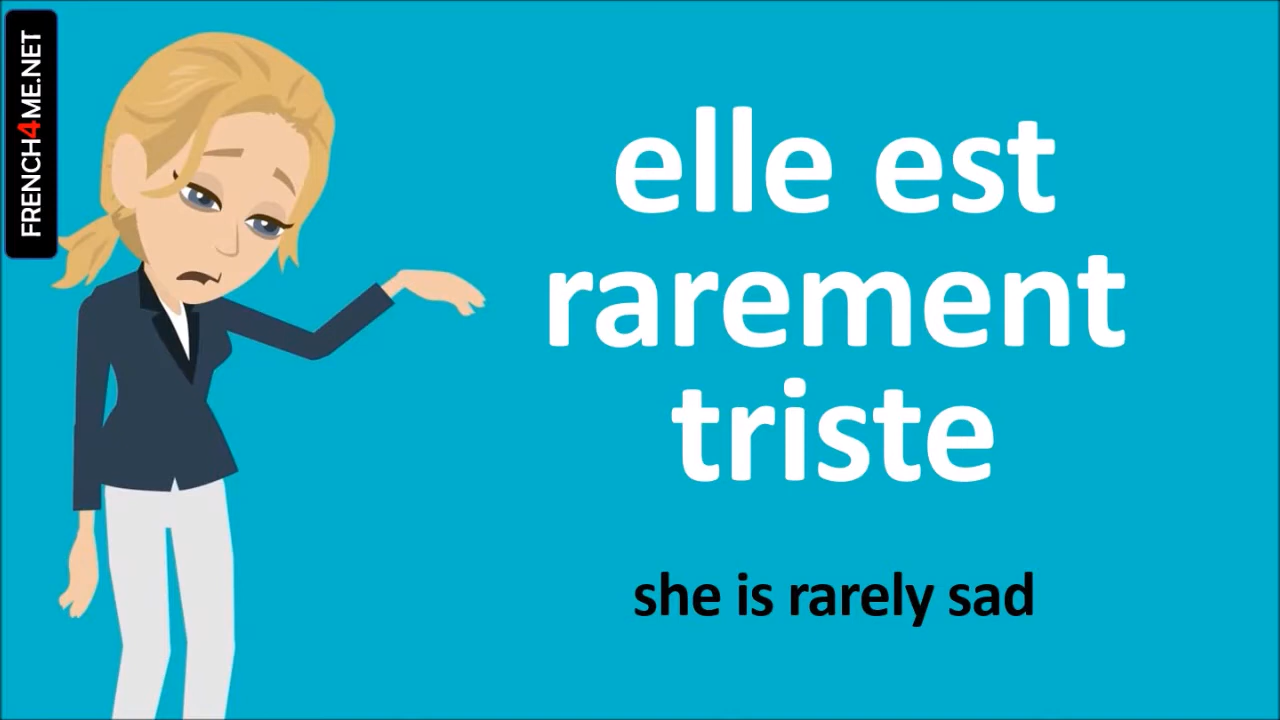 FRENCH4ME.NET
elle est
rarement
triste
she is rarely sad